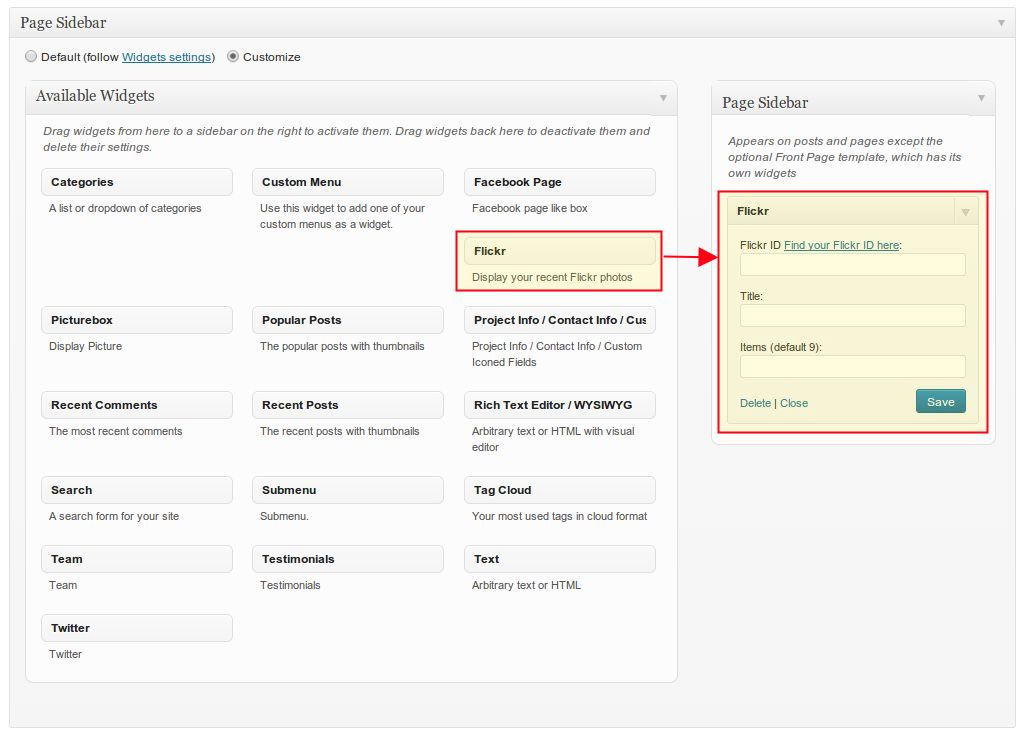 Page Sidebar
Default (follow Widgets settings) Customize
Available Widgets
Drag widgets from here to a sidebar on the right to activate them. Drag widgets back here to deactivate them and
delete their settings.
Categories
A list or dropdown of categories
Custom Menu
Use this widget to add one of your
custom menus as a widget.
Facebook Page
Facebook page like box
Flickr
Display your recent Flickr photos
Picturebox
Display Picture
Popular Posts
The popular posts with thumbnails
Project Info / Contact Info / Cus
Project Info / Contact Info / Custom
Iconed Fields
Recent Comments
The most recent comments
Recent Posts
The recent posts with thumbnails
Rich Text Editor / WYSIWYG
Arbitrary text or HTML with visual
editor
Search
A search form for your site
Submenu
Submenu.
Tag Cloud
Your most used tags in cloud format
Team
Team
Testimonials
Testimonials
Text
Arbitrary text or HTML
Twitter
Twitter
Page Sidebar
Appears on posts and pages except the
optional Front Page template, which has its
own widgets
Flickr
Flickr ID Find your Flickr ID here:
Title:
Items (default 9):
Delete | Close
Save